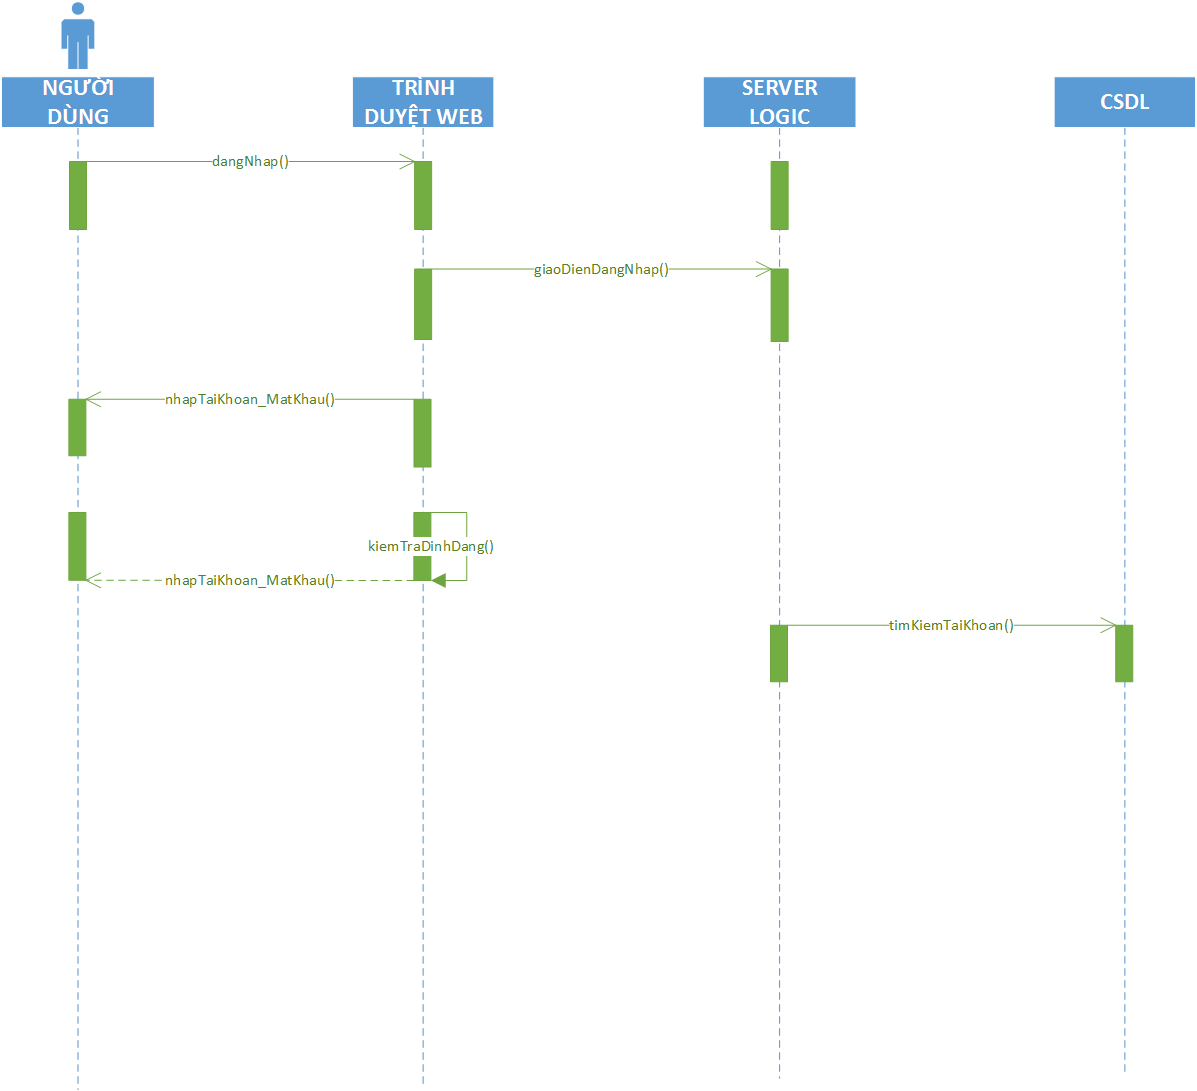 NGƯỜI
DÙNG
TRÌNH
DUYỆT WEB
SERVER
LOGIC
CSDL
dangNhap()
giaoDienDangNhap()
nhapTaiKhoan_MatKhau()
kiemTraDinhDang()
nhapTaiKhoan_MatKhau()
timKiemTaiKhoan()